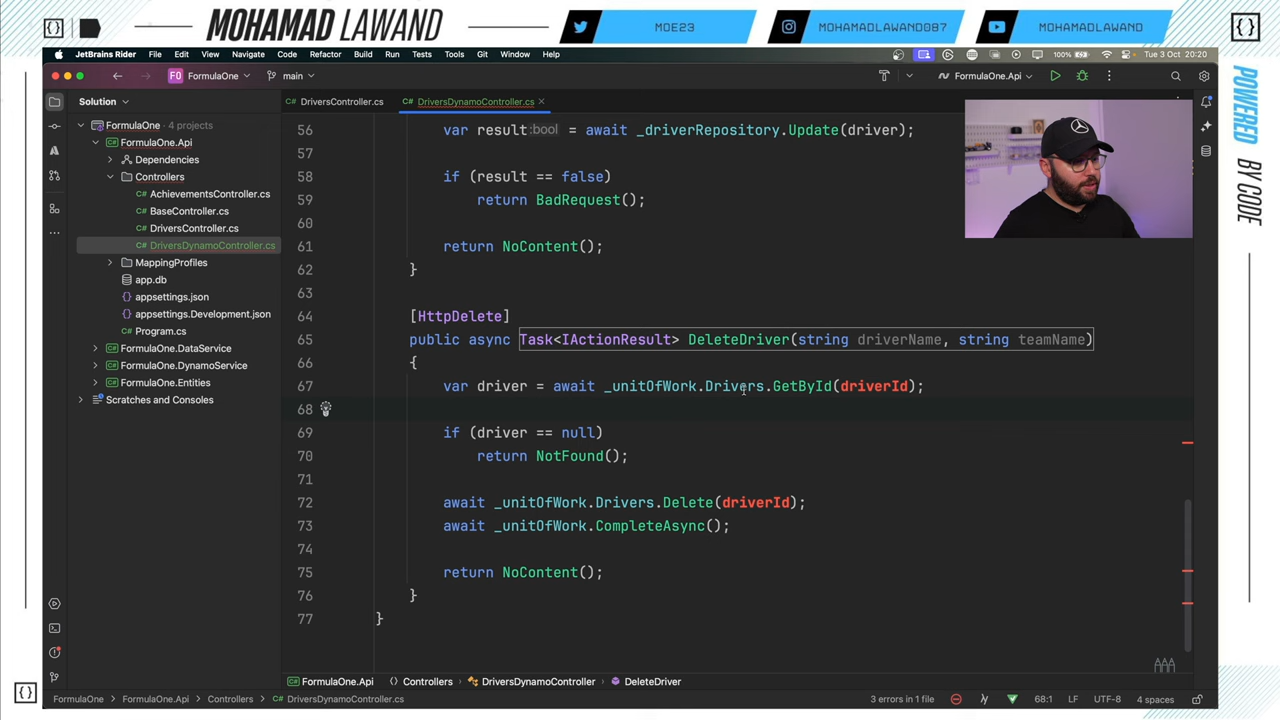 MOHAMAD LAWAND
MOE23
MOHAMADLAWAND087
MOHAMADLAWAND
JetBrains Rider File Edit View Navigate Code Refactor Build Run Tests Tools Git Window Help
100% Tue 3 Oct 20:20
F0 FormulaOne main FormulaOne.Api
Solution
DriversController.cs DriversDynamoController.cs
FormulaOne · 4 projects
FormulaOne.Api
Dependencies
Controllers
C# AchievementsController.cs
C# BaseController.cs
C# DriversController.cs
C# DriversDynamoController.cs
MappingProfiles
app.db
appsettings.json
appsettings.Development.json
C# Program.cs
FormulaOne.DataService
FormulaOne.DynamoService
FormulaOne.Entities
Scratches and Consoles
56 var result:bool = await _driverRepository.Update(driver);
57
58 if (result == false)
59 return BadRequest();
60
61 return NoContent();
62 }
63
64 [HttpDelete]
65 public async Task<IActionResult> DeleteDriver(string driverName, string teamName)
66 {
67 var driver = await _unitOfWork.Drivers.GetById(driverId);
68
69 if (driver == null)
70 return NotFound();
71
72 await _unitOfWork.Drivers.Delete(driverId);
73 await _unitOfWork.CompleteAsync();
74
75 return NoContent();
76 }
77 }
FormulaOne.Api Controllers DriversDynamoController DeleteDriver
FormulaOne > FormulaOne.Api > Controllers > C# DriversDynamoController.cs
3 errors in 1 file 68:1 LF UTF-8 4 spaces
POWERED BY CODE